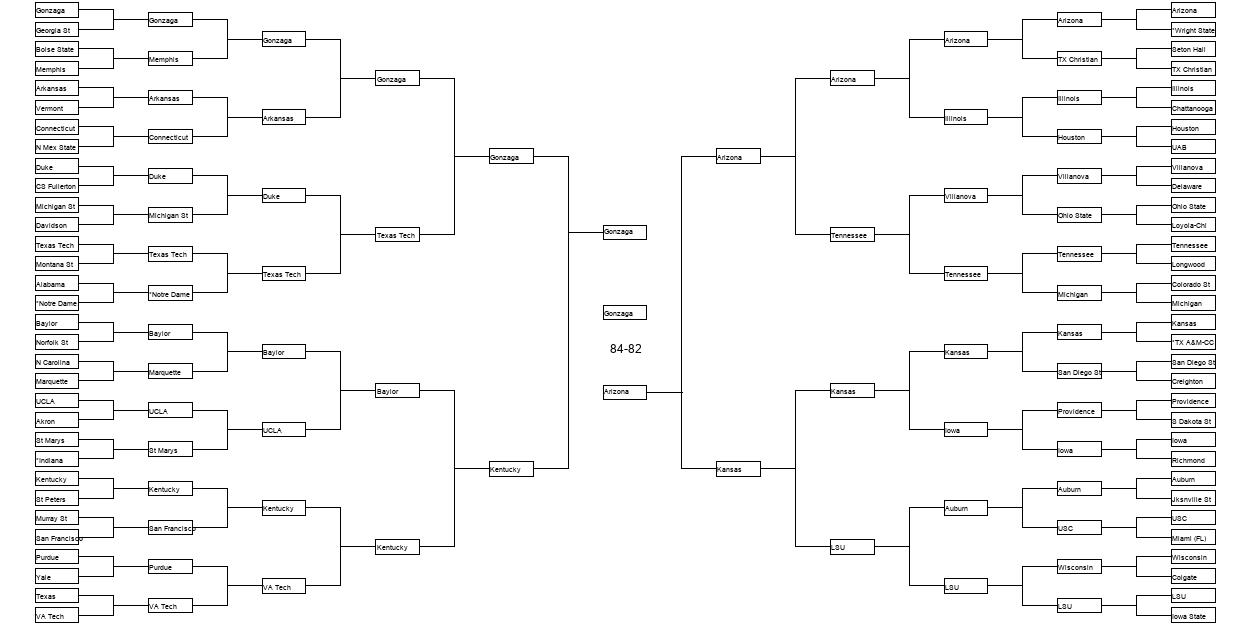 Gonzaga
Georgia St
Boise State
Memphis
Arkansas
Vermont
Connecticut
N Mex State
Duke
CS Fullerton
Michigan St
Davidson
Texas Tech
Montana St
Alabama
*Notre Dame
Baylor
Norfolk St
N Carolina
Marquette
UCLA
Akron
St Marys
*Indiana
Kentucky
St Peters
Murray St
San Francisco
Purdue
Yale
Texas
VA Tech
Gonzaga
Memphis
Arkansas
Connecticut
Duke
Michigan St
Texas Tech
*Notre Dame
Baylor
Marquette
UCLA
St Marys
Kentucky
San Francisco
Purdue
VA Tech
Gonzaga
Arkansas
Duke
Texas Tech
Baylor
UCLA
Kentucky
VA Tech
Gonzaga
Texas Tech
Baylor
Kentucky
Gonzaga
Kentucky
Gonzaga
Gonzaga
84-82
Arizona
Arizona
Kansas
Arizona
Tennessee
Kansas
LSU
Arizona
Illinois
Villanova
Tennessee
Kansas
Iowa
Auburn
LSU
Arizona
TX Christian
Illinois
Houston
Villanova
Ohio State
Tennessee
Michigan
Kansas
San Diego St
Providence
Iowa
Auburn
USC
Wisconsin
LSU
Arizona
*Wright State
Seton Hall
TX Christian
Illinois
Chattanooga
Houston
UAB
Villanova
Delaware
Ohio State
Loyola-Chi
Tennessee
Longwood
Colorado St
Michigan
Kansas
*TX A&M-CC
San Diego St
Creighton
Providence
S Dakota St
Iowa
Richmond
Auburn
Jksnville St
USC
Miami (FL)
Wisconsin
Colgate
LSU
Iowa State